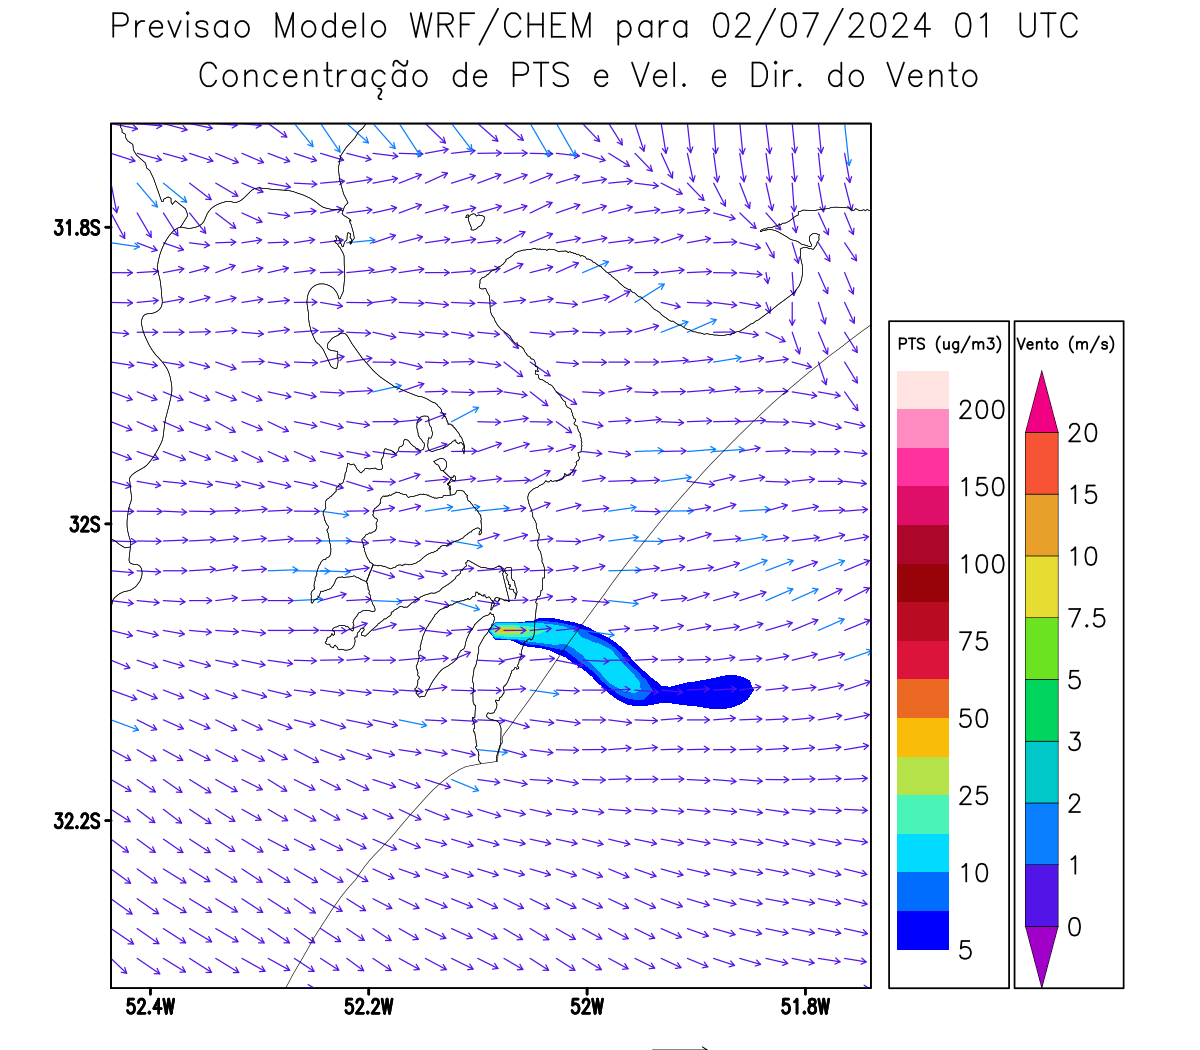 Previsao Modelo WRF/CHEM para 02/07/2024 01 UTC
Concentração de PTS e Vel. e Dir. do Vento
31.8S
32S
32.2S
52.4W 52.2W 52W 51.8W
PTS (ug/m3)
200
150
100
75
50
25
10
5
Vento (m/s)
20
15
10
7.5
5
3
2
1
0